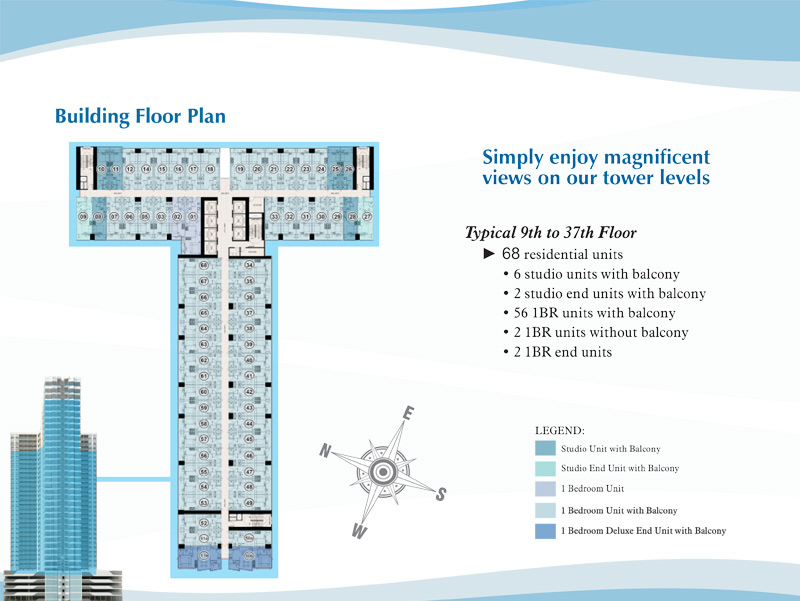 Building Floor Plan
Simply enjoy magnificent
views on our tower levels
Typical 9th to 37th Floor
► 68 residential units
• 6 studio units with balcony
• 2 studio end units with balcony
• 56 1BR units with balcony
• 2 1BR units without balcony
• 2 1BR end units
10 11 12 14 15 16 17 18 19 20 21 22 23 24 25 26
09 08 07 06 05 03 02 01 33 32 31 30 29 28 27
68 34
67 35
66 36
65 37
64 38
63 39
62 40
61 41
60 42
59 43
58 44
57 45
56 46
55 47
54 48
53 49
52
E
N
S
W
LEGEND:
Studio Unit with Balcony
Studio End Unit with Balcony
1 Bedroom Unit
1 Bedroom Unit with Balcony
1 Bedroom Deluxe End Unit with Balcony